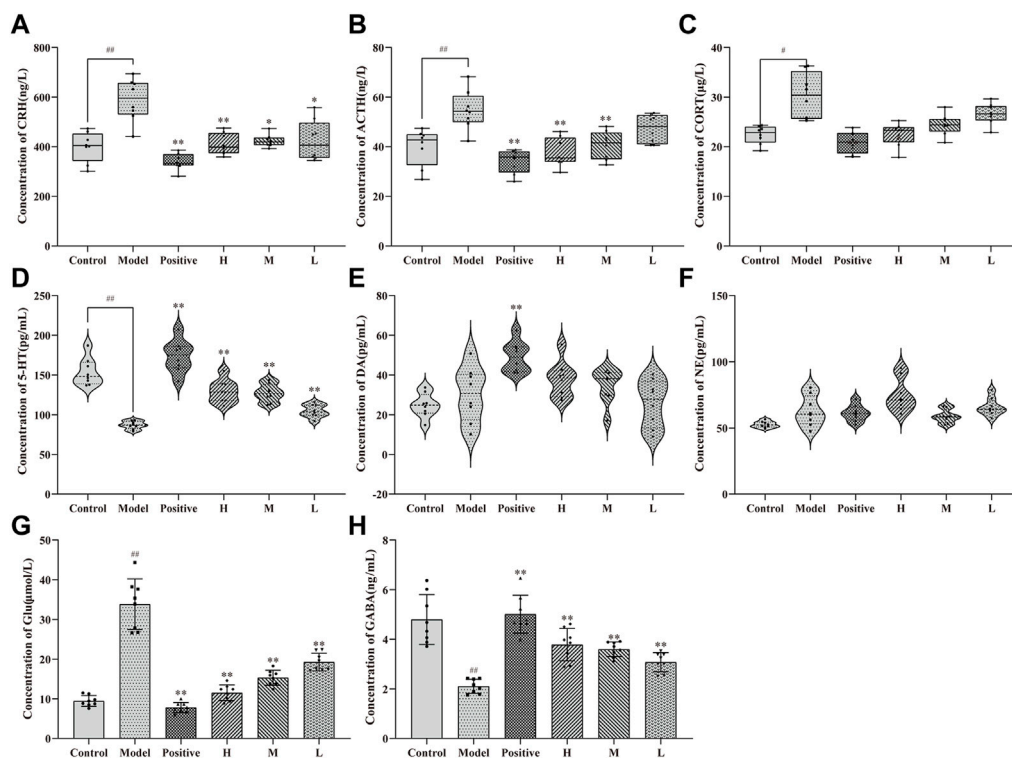 A
Concentration of CRH(ng/L)
800
600
400
200
0
##
**
**
*
*
Control Model Positive H M L
B
Concentration of ACTH(ng/L)
80
60
40
20
0
##
**
**
**
Control Model Positive H M L
C
Concentration of CORT(μg/L)
40
30
20
10
0
#
Control Model Positive H M L
D
Concentration of 5-HT(pg/mL)
250
200
150
100
50
0
##
**
**
**
**
Control Model Positive H M L
E
Concentration of DA(pg/mL)
80
60
40
20
0
-20
**
Control Model Positive H M L
F
Concentration of NE(pg/mL)
150
100
50
0
Control Model Positive H M L
G
Concentration of Glu(μmol/L)
50
40
30
20
10
0
##
**
**
**
**
Control Model Positive H M L
H
Concentration of GABA(ng/mL)
8
6
4
2
0
##
**
**
**
**
Control Model Positive H M L